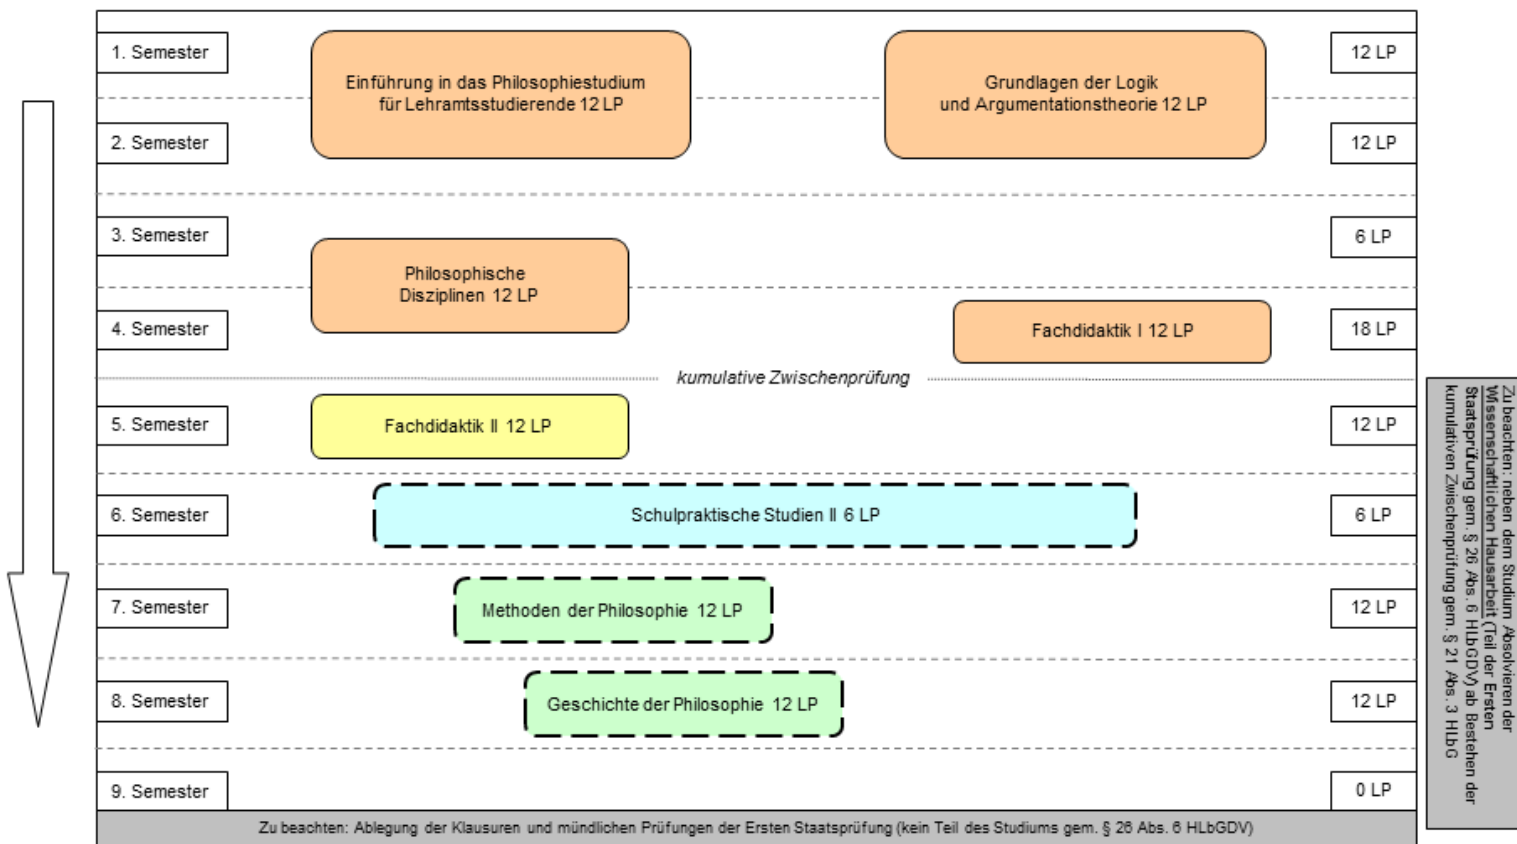 1. Semester
Einführung in das Philosophiestudium
für Lehramtsstudierende 12 LP
Grundlagen der Logik
und Argumentationstheorie 12 LP
12 LP
2. Semester
12 LP
3. Semester
6 LP
Philosophische
Disziplinen 12 LP
4. Semester
Fachdidaktik I 12 LP
18 LP
kumulative Zwischenprüfung
5. Semester
Fachdidaktik II 12 LP
12 LP
6. Semester
Schulpraktische Studien II 6 LP
6 LP
7. Semester
Methoden der Philosophie 12 LP
12 LP
8. Semester
Geschichte der Philosophie 12 LP
12 LP
9. Semester
0 LP
Zu beachten: Ablegung der Klausuren und mündlichen Prüfungen der Ersten Staatsprüfung (kein Teil des Studiums gem. § 26 Abs. 6 HLbGDV)
Zu beachten: neben dem Studium Absolvieren der
Wissenschaftlichen Hausarbeit (Teil der Ersten
Staatsprüfung gem. § 26 Abs. 6 HLbGDV) ab Bestehen der
kumulativen Zwischenprüfung gem. § 21 Abs. 3 HLbG